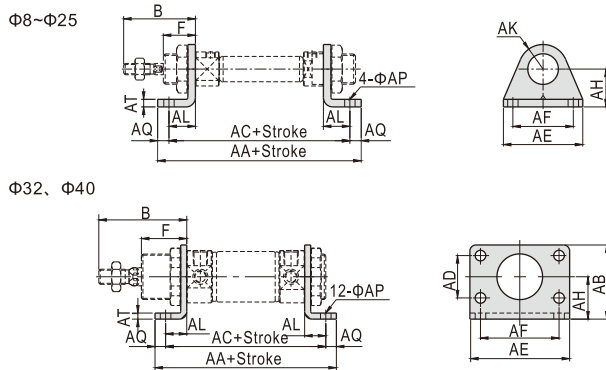 Φ8~Φ25
B
F
AK
4-ΦAP
AT
AH
AL
AL
AF
AQ
AC+Stroke
AQ
AE
AA+Stroke
Φ32、Φ40
B
F
AD
AB
AH
12-ΦAP
AT
AL
AL
AF
AQ
AC+Stroke
AQ
AE
AA+Stroke